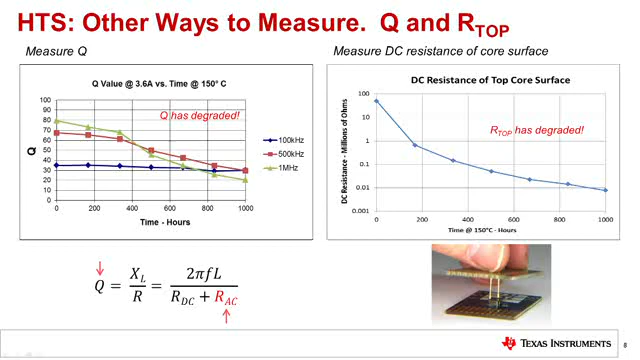 HTS: Other Ways to Measure. Q and RTOP
Measure Q
Measure DC resistance of core surface
Q Value @ 3.6A vs. Time @ 150° C
Q has degraded!
100
90
80
70
60
50
40
30
20
10
0
Q
0 200 400 600 800 1000
Time - Hours
100kHz
500kHz
1MHz
DC Resistance of Top Core Surface
RTOP has degraded!
100
10
1
0.1
0.01
0.001
DC Resistance - Millions of Ohms
0 200 400 600 800 1000
Time @ 150°C - Hours
Q = XL / R = 2πfL / RDC + RAC
TEXAS INSTRUMENTS
8